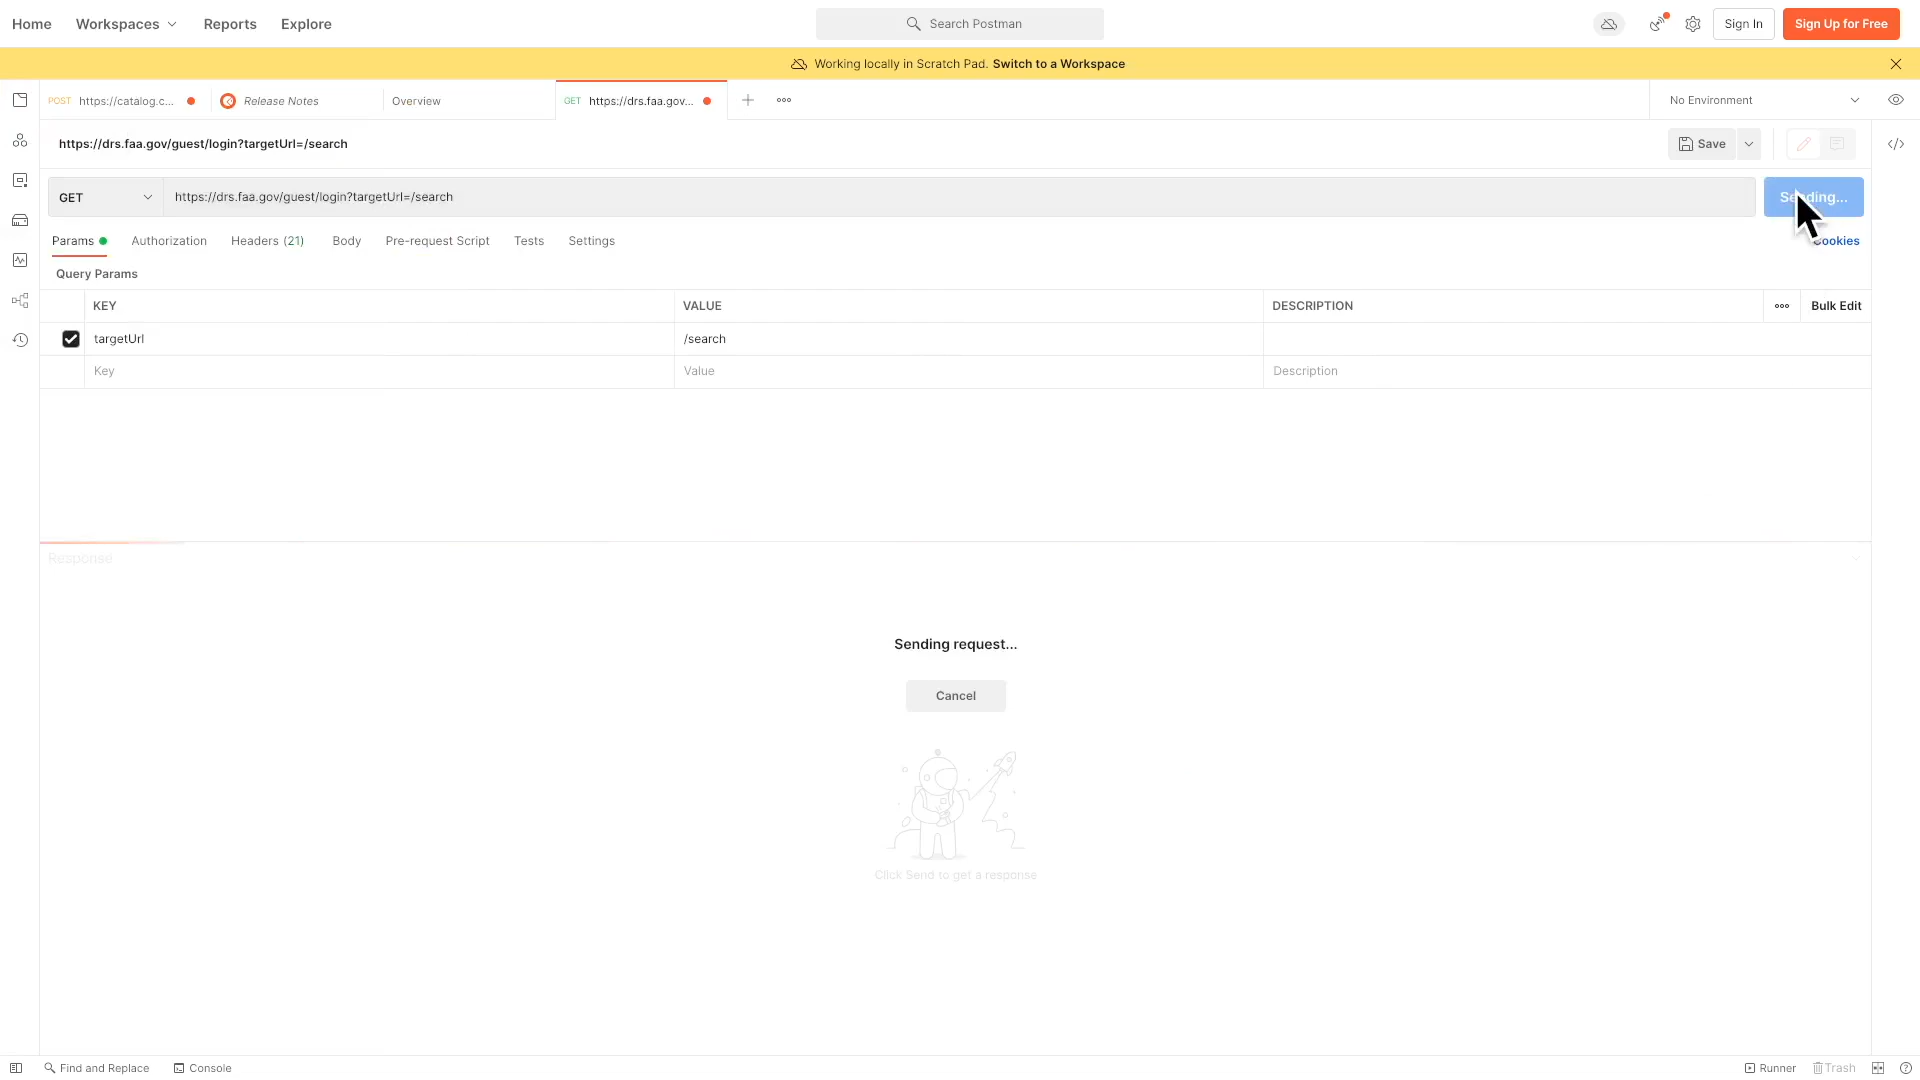 Home Workspaces Reports Explore Search Postman Sign In Sign Up for Free
Working locally in Scratch Pad. Switch to a Workspace
POST https://catalog.c... Release Notes Overview GET https://drs.faa.gov... No Environment
https://drs.faa.gov/guest/login?targetUrl=/search Save
GET https://drs.faa.gov/guest/login?targetUrl=/search
Params Authorization Headers (21) Body Pre-request Script Tests Settings
Query Params
KEY VALUE DESCRIPTION Bulk Edit
targetUrl /search
Key Value Description
Response
Sending request...
Cancel
Click Send to get a response
Find and Replace Console Runner Trash